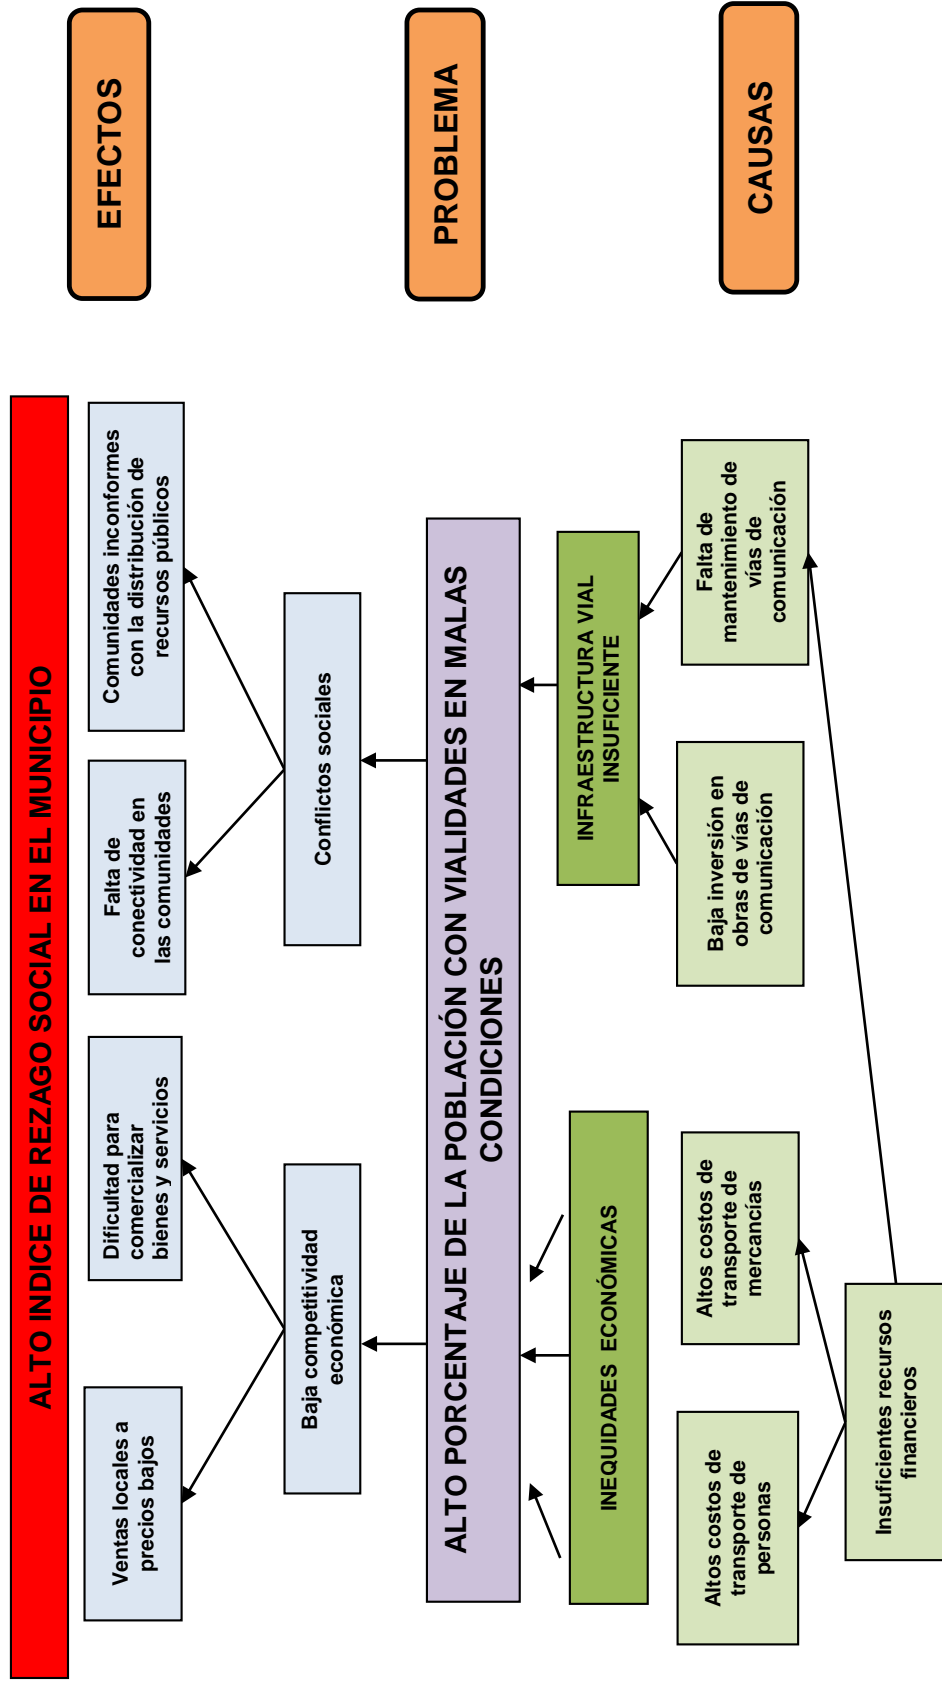 ALTO INDICE DE REZAGO SOCIAL EN EL MUNICIPIO
EFECTOS
Ventas locales a
precios bajos
Dificultad para
comercializar
bienes y servicios
Falta de
conectividad en
las comunidades
Comunidades inconformes
con la distribución de
recursos públicos
Baja competitividad
económica
Conflictos sociales
ALTO PORCENTAJE DE LA POBLACIÓN CON VIALIDADES EN MALAS
CONDICIONES
PROBLEMA
INEQUIDADES ECONÓMICAS
INFRAESTRUCTURA VIAL
INSUFICIENTE
Altos costos de
transporte de
personas
Altos costos de
transporte de
mercancías
Baja inversión en
obras de vías de
comunicación
Falta de
mantenimiento de
vías de
comunicación
CAUSAS
Insuficientes recursos
financieros